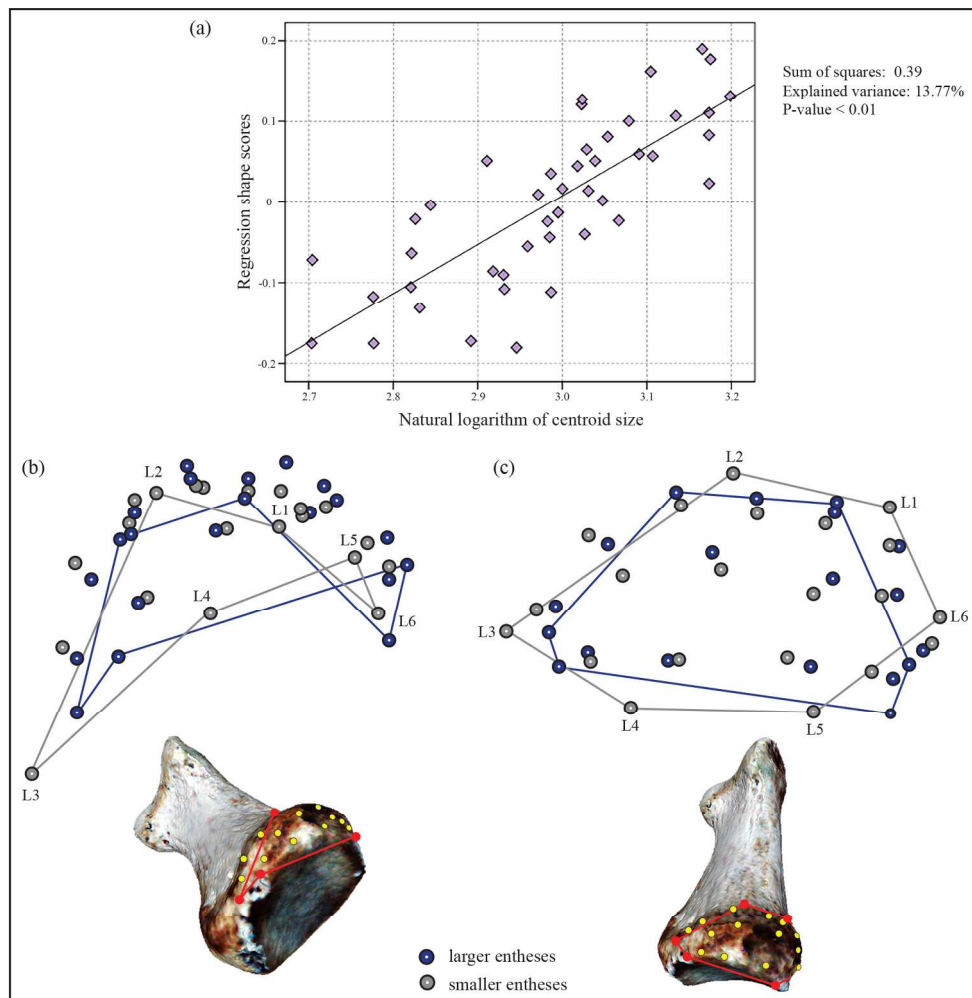 (a)
0.2
0.1
0
-0.1
-0.2
Regression shape scores
2.7
2.8
2.9
3.0
3.1
3.2
Natural logarithm of centroid size
Sum of squares: 0.39
Explained variance: 13.77%
P-value < 0.01
(b)
L2
L1
L5
L4
L6
L3
(c)
L2
L1
L3
L6
L4
L5
larger entheses
smaller entheses